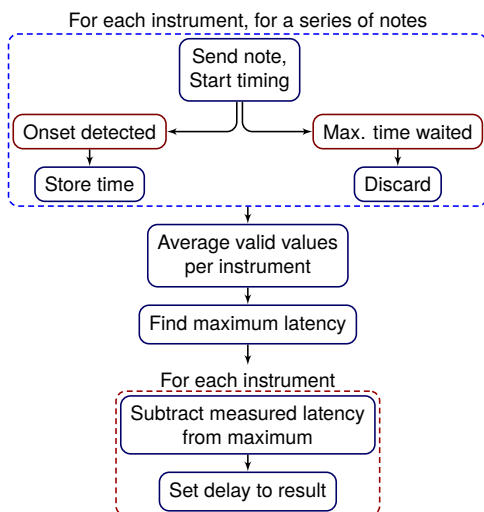 For each instrument, for a series of notes
Send note,
Start timing
Onset detected
Max. time waited
Store time
Discard
Average valid values
per instrument
Find maximum latency
For each instrument
Subtract measured latency
from maximum
Set delay to result